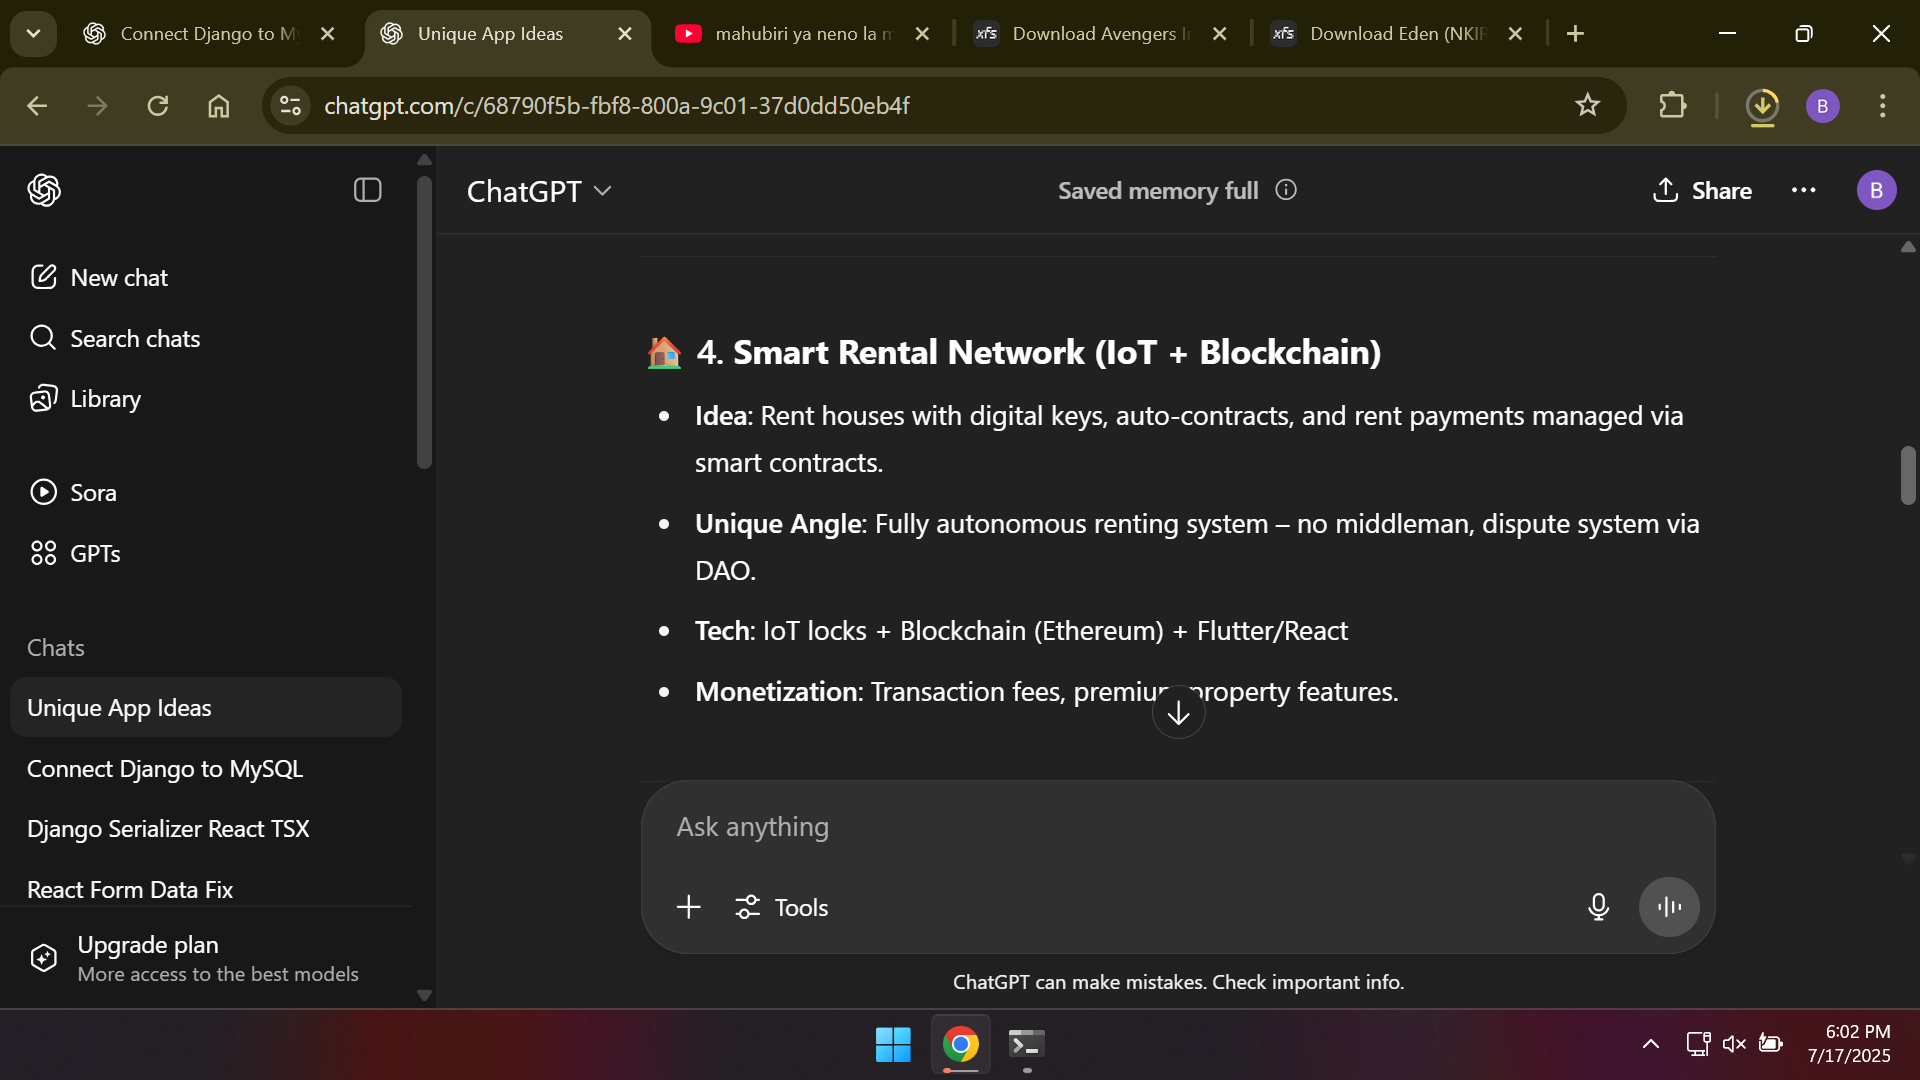 Connect Django to M
Unique App Ideas
mahubiri ya neno la m
xfs
Download Avengers I
xfs
Download Eden (NKIR
chatgpt.com/c/68790f5b-fbf8-800a-9c01-37d0dd50eb4f
B
ChatGPT
Saved memory full
Share
B
New chat
Search chats
Library
Sora
GPTs
Chats
Unique App Ideas
Connect Django to MySQL
Django Serializer React TSX
React Form Data Fix
Upgrade plan
More access to the best models
4. Smart Rental Network (IoT + Blockchain)
Idea: Rent houses with digital keys, auto-contracts, and rent payments managed via
smart contracts.
Unique Angle: Fully autonomous renting system – no middleman, dispute system via
DAO.
Tech: IoT locks + Blockchain (Ethereum) + Flutter/React
Monetization: Transaction fees, premium property features.
Ask anything
Tools
ChatGPT can make mistakes. Check important info.
6:02 PM
7/17/2025